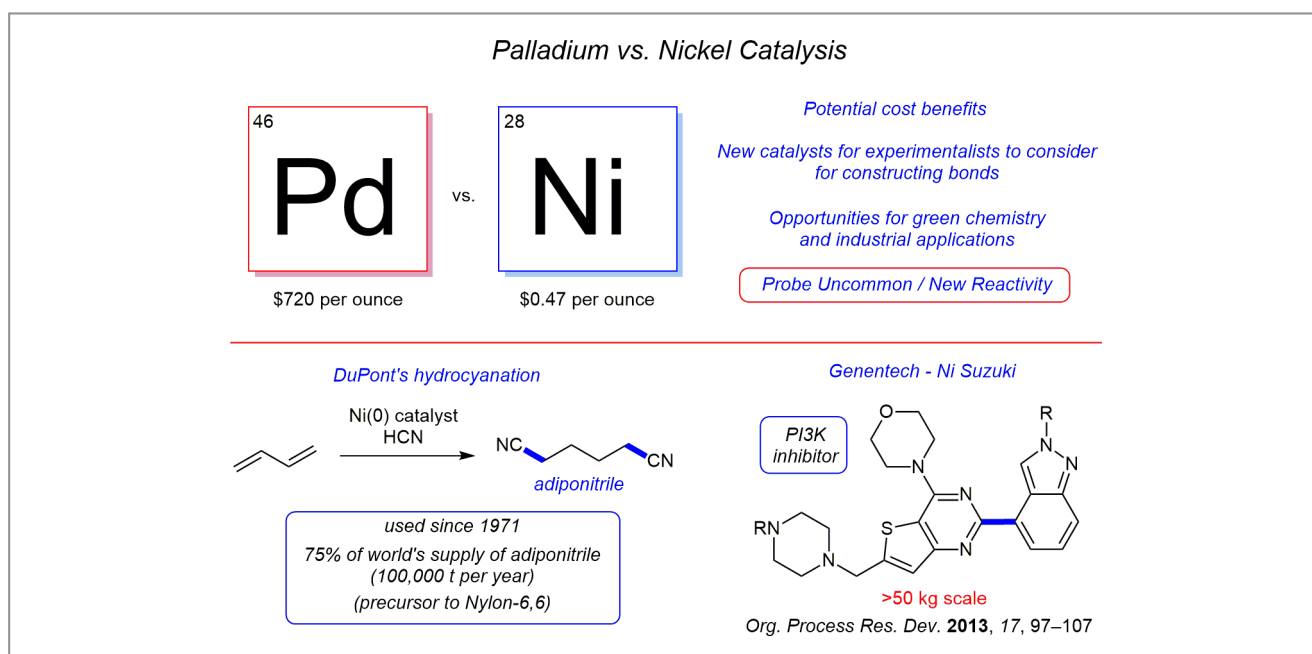 Palladium vs. Nickel Catalysis
46
Pd
$720 per ounce
vs.
28
Ni
$0.47 per ounce
Potential cost benefits
New catalysts for experimentalists to consider
for constructing bonds
Opportunities for green chemistry
and industrial applications
Probe Uncommon / New Reactivity
DuPont's hydrocyanation
Ni(0) catalyst
HCN
NC
CN
adiponitrile
used since 1971
75% of world's supply of adiponitrile
(100,000 t per year)
(precursor to Nylon-6,6)
Genentech - Ni Suzuki
PI3K
inhibitor
O
N
R
N
N
N
N
S
RN
N
>50 kg scale
Org. Process Res. Dev. 2013, 17, 97–107